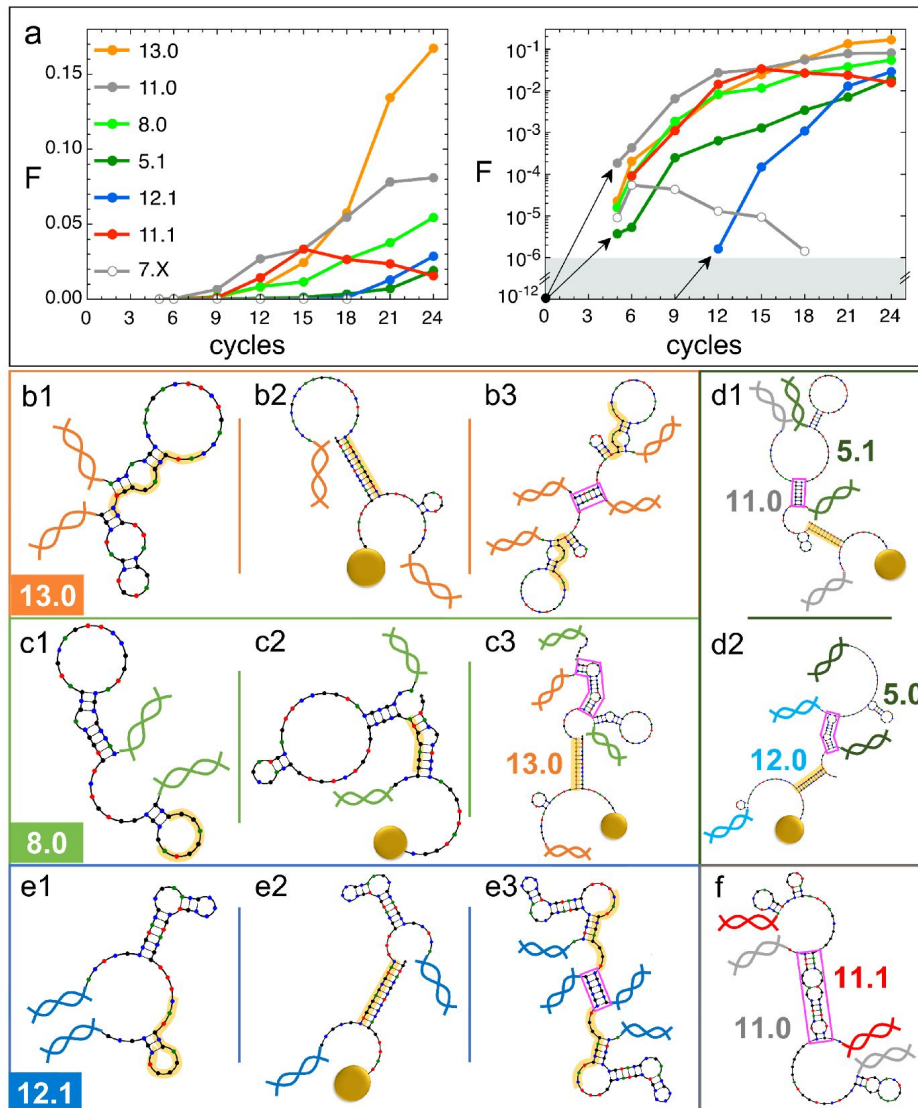 a
F
0.15
0.10
0.05
0.00
13.0
11.0
8.0
5.1
12.1
11.1
7.X
0 3 6 9 12 15 18 21 24
cycles
F
10-1
10-2
10-3
10-4
10-5
10-6
10-12
0 3 6 9 12 15 18 21 24
cycles
b1
b2
b3
13.0
d1
5.1
11.0
c1
c2
c3
13.0
8.0
d2
5.0
12.0
e1
e2
e3
12.1
f
11.1
11.0